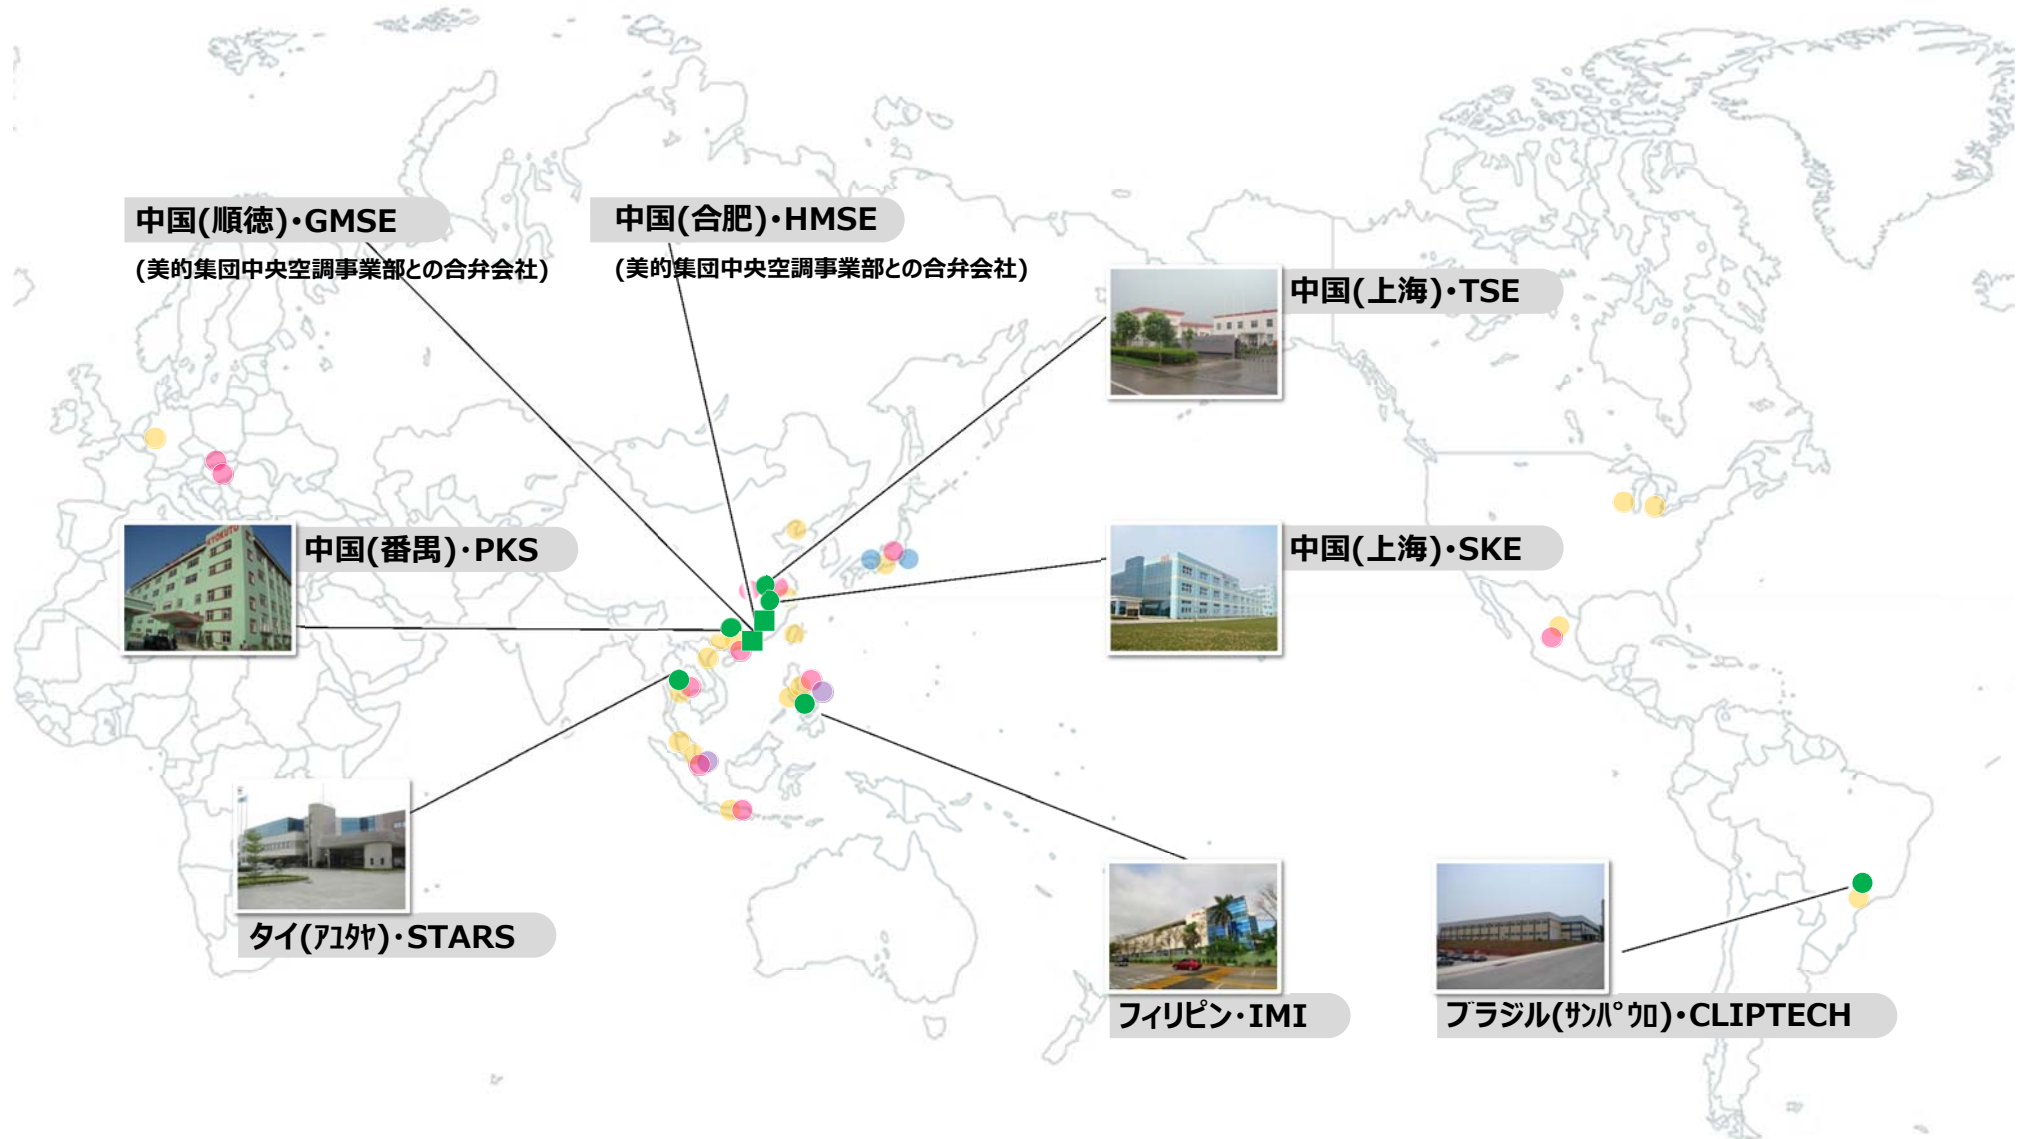 中国(順徳)・GMSE
(美的集団中央空調事業部との合弁会社)
中国(合肥)・HMSE
(美的集団中央空調事業部との合弁会社)
中国(上海)・TSE
中国(番禺)・PKS
中国(上海)・SKE
タイ(ｱﾕﾀﾔ)・STARS
フィリピン・IMI
ブラジル(ｻﾝﾊﾟｳﾛ)・CLIPTECH
KYOKUTO